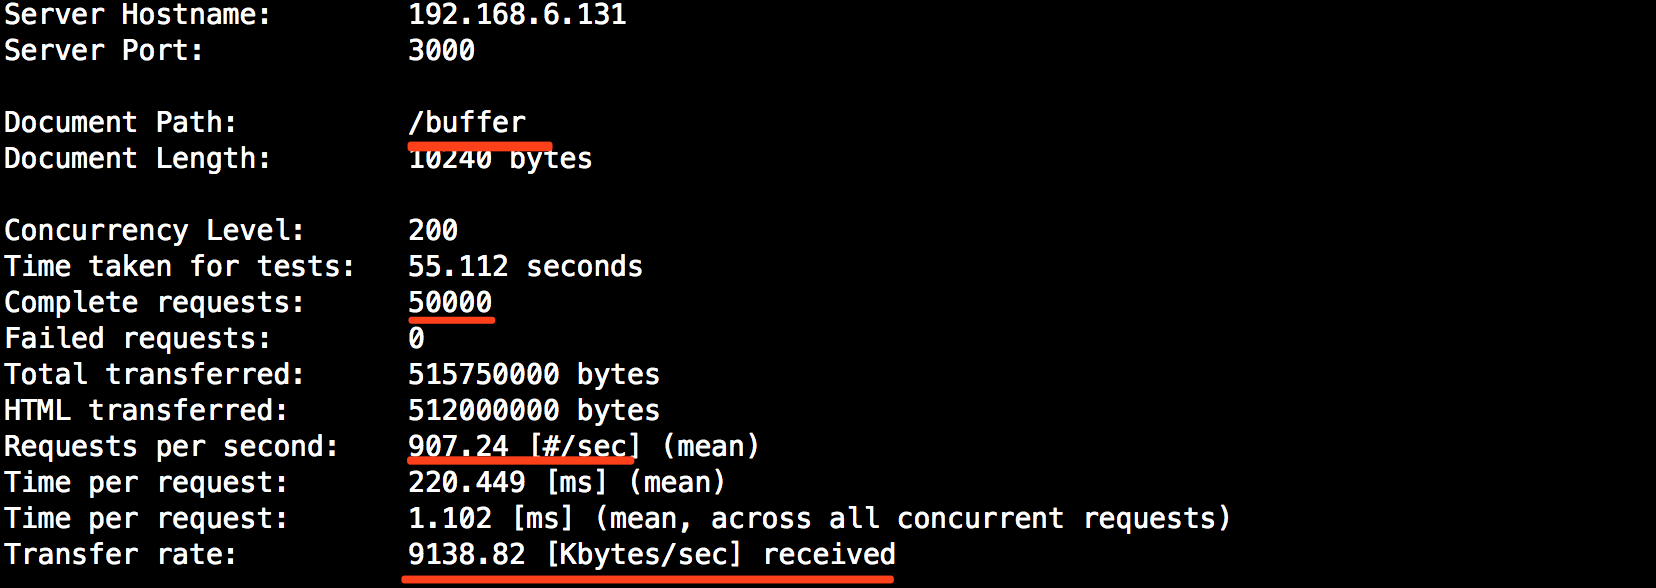 Server Hostname: 192.168.6.131
Server Port: 3000
Document Path: /buffer
Document Length: 10240 bytes
Concurrency Level: 200
Time taken for tests: 55.112 seconds
Complete requests: 50000
Failed requests: 0
Total transferred: 515750000 bytes
HTML transferred: 512000000 bytes
Requests per second: 907.24 [#/sec] (mean)
Time per request: 220.449 [ms] (mean)
Time per request: 1.102 [ms] (mean, across all concurrent requests)
Transfer rate: 9138.82 [Kbytes/sec] received